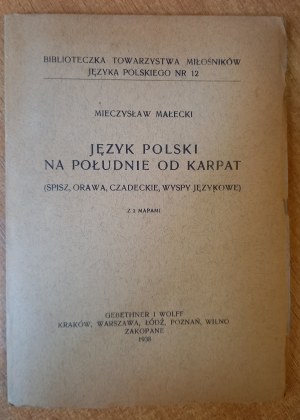 BIBLIOTECZKA TOWARZYSTWA MIŁOŚNIKÓW
JĘZYKA POLSKIEGO NR 12
MIECZYSŁAW MAŁECKI
JĘZYK POLSKI
NA POŁUDNIE OD KARPAT
(SPISZ, ORAWA, CZADECKIE, WYSPY JĘZYKOWE)
Z 2 MAPAMI
GEBETHNER I WOLFF
KRAKÓW, WARSZAWA, ŁÓDŹ, POZNAŃ, WILNO
ZAKOPANE
1938